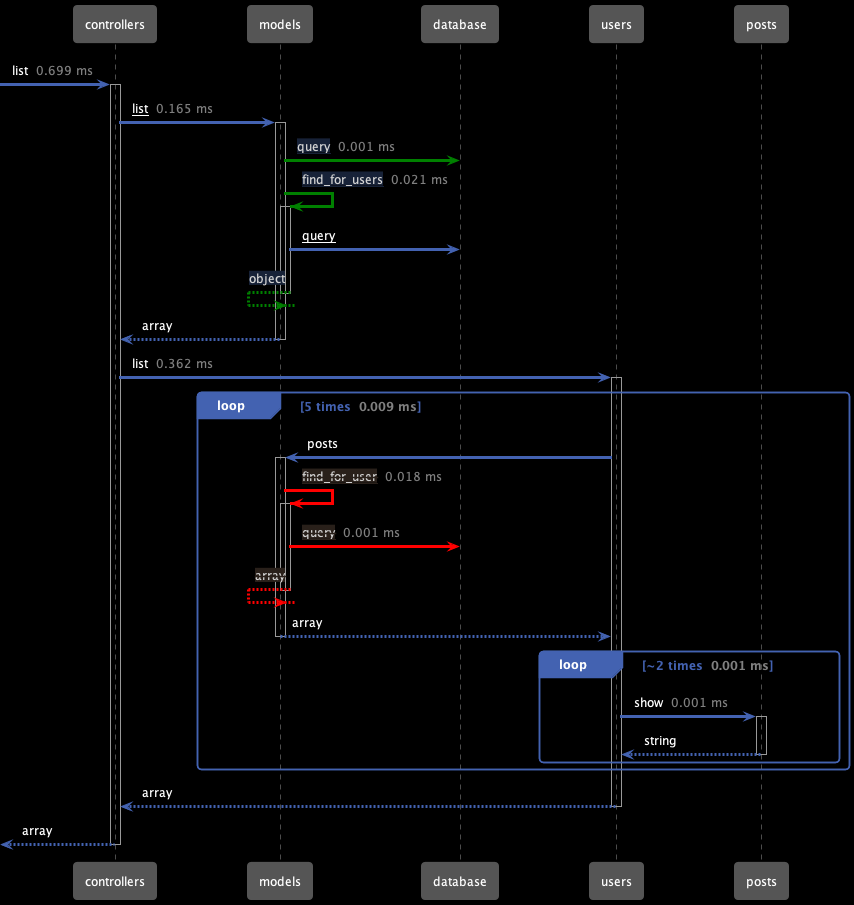 controllers models database users posts
list 0.699 ms
list 0.165 ms
query 0.001 ms
find_for_users 0.021 ms
query
object
array
list 0.362 ms
loop [5 times 0.009 ms]
posts
find_for_user 0.018 ms
query 0.001 ms
array
array
loop [~2 times 0.001 ms]
show 0.001 ms
string
array
array
controllers models database users posts